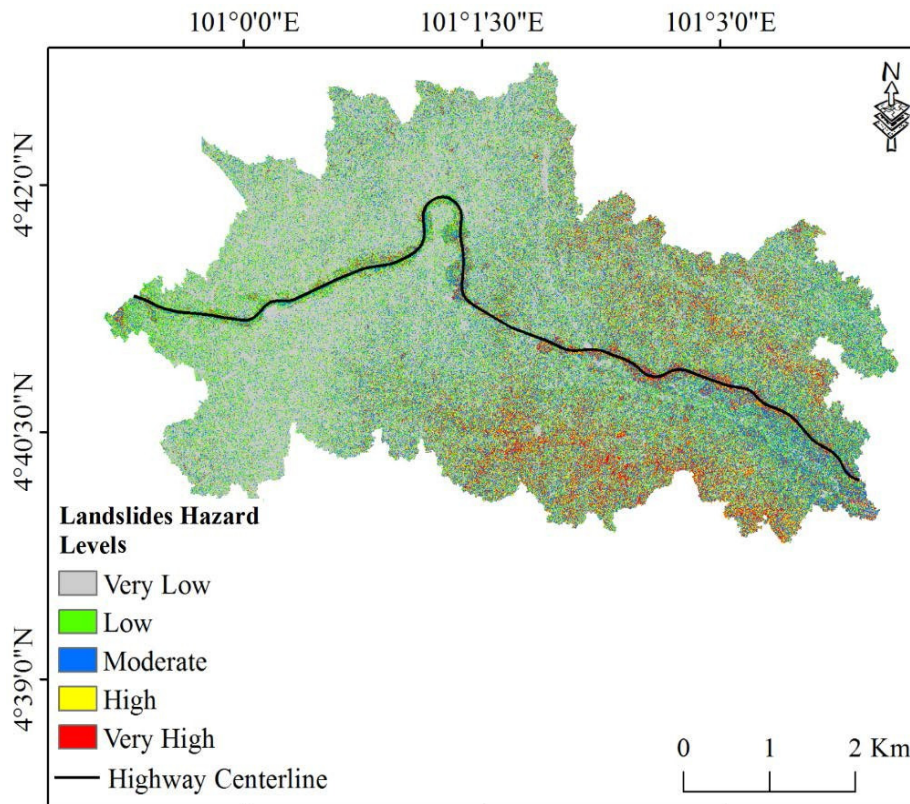 101°0'0"E
101°1'30"E
101°3'0"E
N
4°42'0"N
4°40'30"N
4°39'0"N
Landslides Hazard
Levels
Very Low
Low
Moderate
High
Very High
Highway Centerline
0 1 2 Km